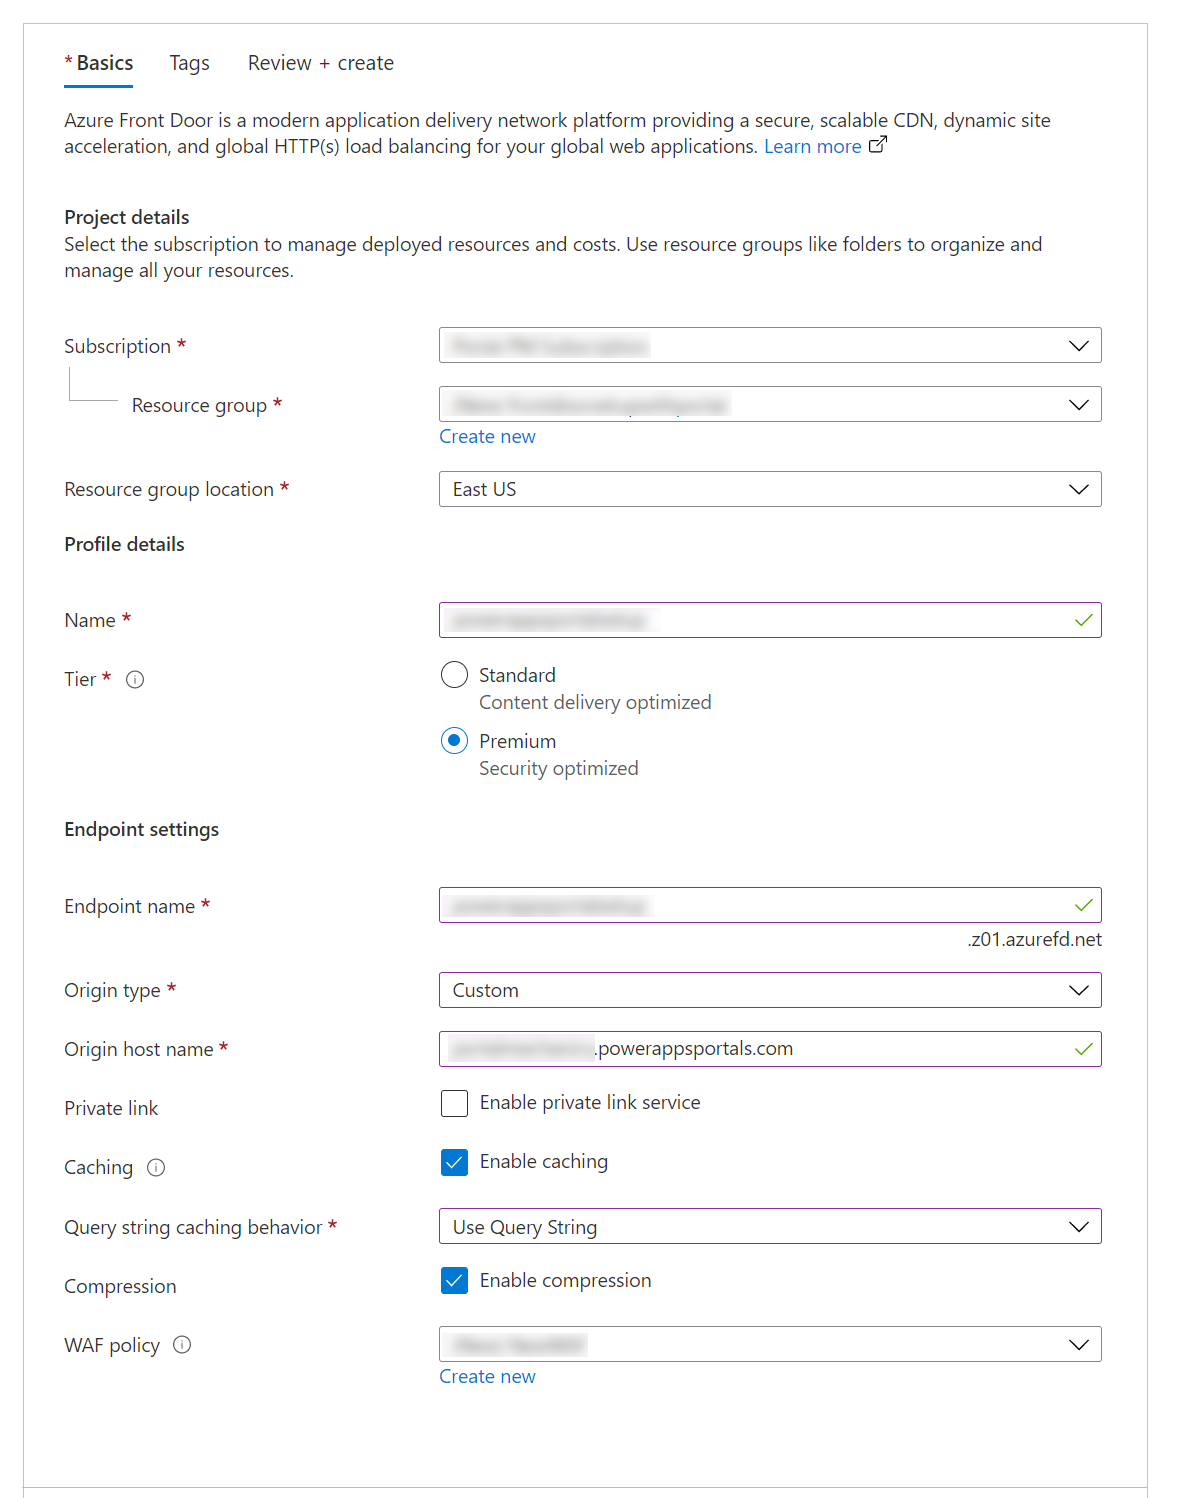 * Basics Tags Review + create
Azure Front Door is a modern application delivery network platform providing a secure, scalable CDN, dynamic site
acceleration, and global HTTP(s) load balancing for your global web applications. Learn more
Project details
Select the subscription to manage deployed resources and costs. Use resource groups like folders to organize and
manage all your resources.
Subscription *
Resource group *
Create new
Resource group location * East US
Profile details
Name *
Tier * Standard
Content delivery optimized
Premium
Security optimized
Endpoint settings
Endpoint name *
.z01.azurefd.net
Origin type * Custom
Origin host name * .powerappsportals.com
Private link Enable private link service
Caching Enable caching
Query string caching behavior * Use Query String
Compression Enable compression
WAF policy
Create new